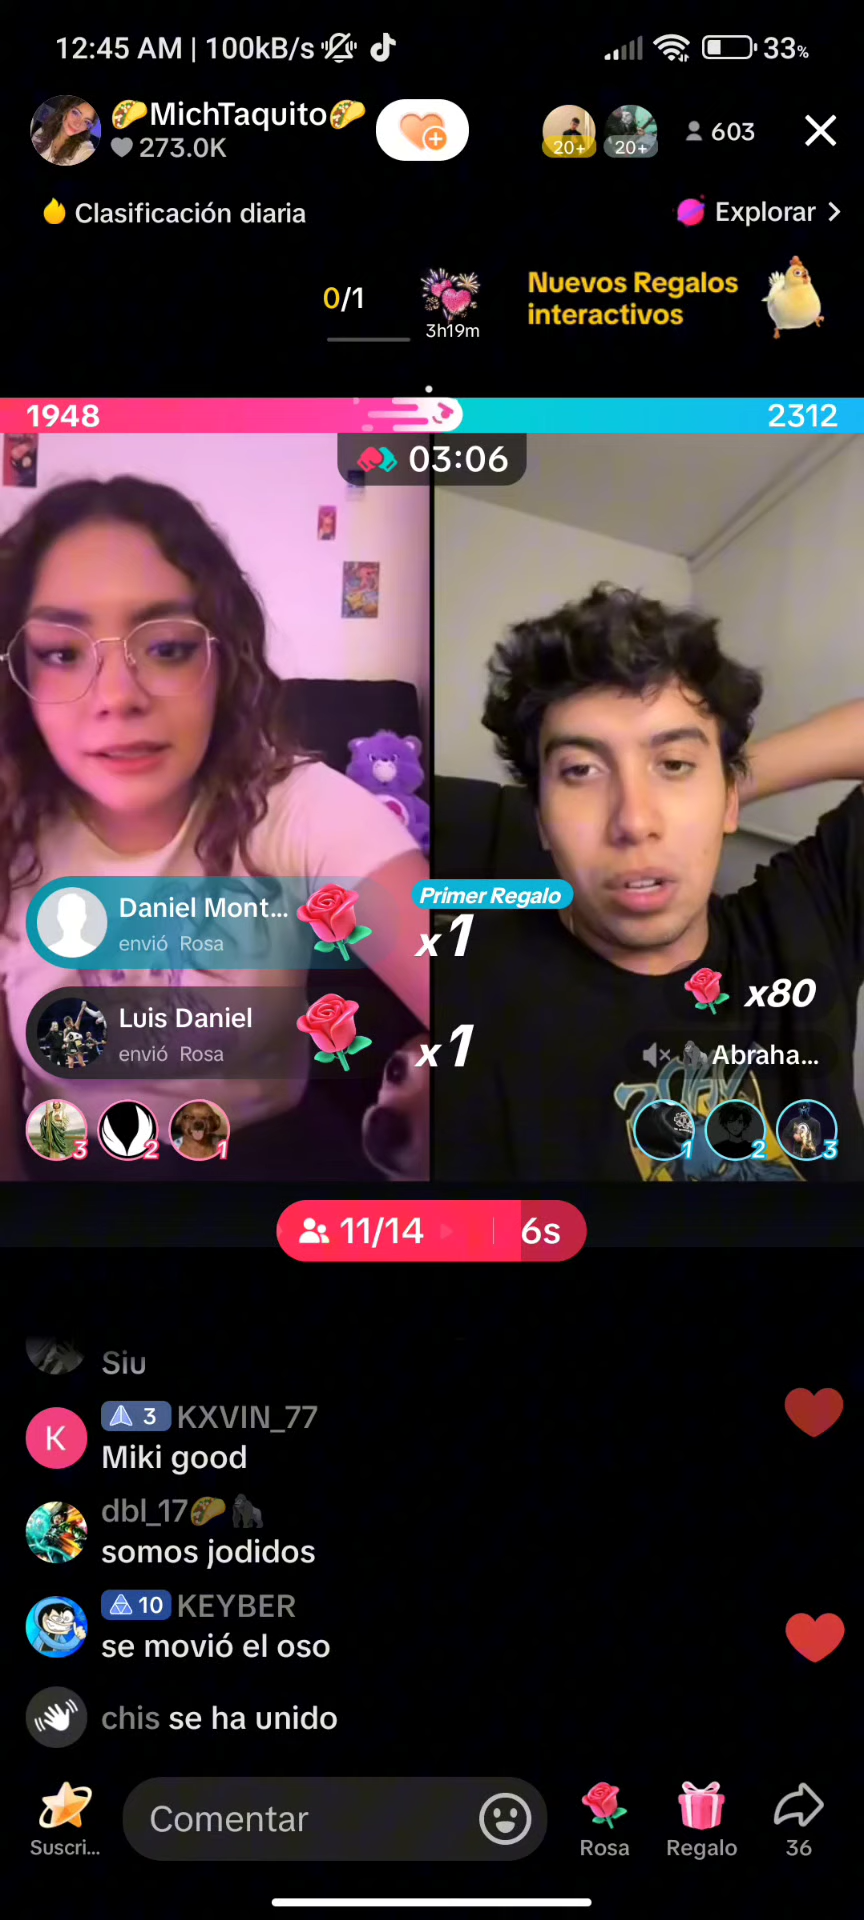 12:45 AM | 100kB/s
33%
🌮MichTaquito🌮
273.0K
20+
20+
603
Clasificación diaria
Explorar >
0/1
3h19m
Nuevos Regalos
interactivos
1948
2312
03:06
Daniel Mont...
envió Rosa
Primer Regalo
x1
Luis Daniel
envió Rosa
x1
x80
🦍Abraha...
3
2
1
1
2
3
11/14
6s
Siu
K
3 KXVIN_77
Miki good
dbl_17🌮🦍
somos jodidos
10 KEYBER
se movió el oso
chis se ha unido
Suscri...
Comentar
Rosa
Regalo
36